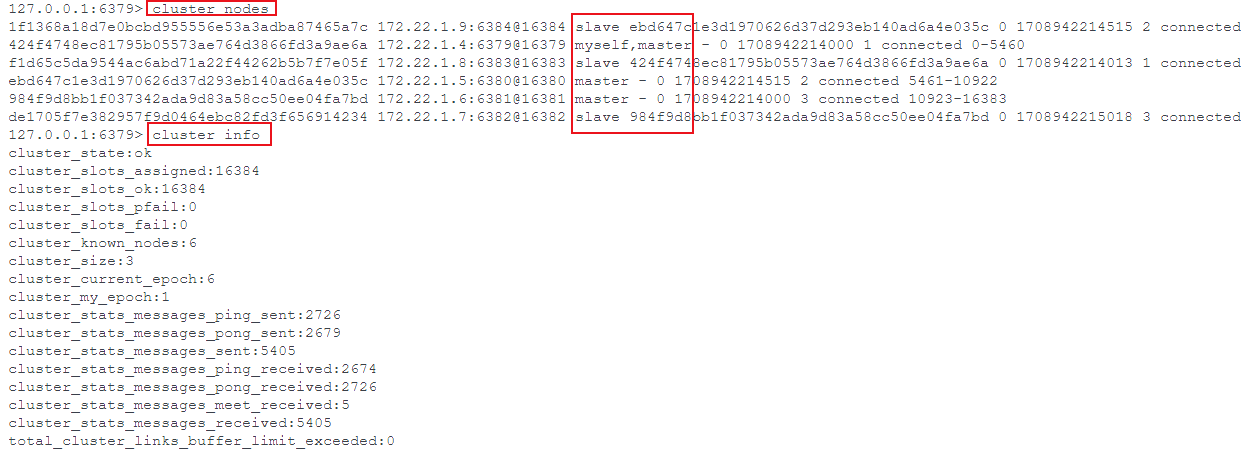 127.0.0.1:6379> cluster nodes
1f1368a18d7e0bcbd955556e53a3adba87465a7c 172.22.1.9:6384@16384 slave ebd647c1e3d1970626d37d293eb140ad6a4e035c 0 1708942214515 2 connected
424f4748ec81795b05573ae764d3866fd3a9ae6a 172.22.1.4:6379@16379 myself,master - 0 1708942214000 1 connected 0-5460
f1d65c5da9544ac6abd71a22f44262b5b7f7e05f 172.22.1.8:6383@16383 slave 424f4748ec81795b05573ae764d3866fd3a9ae6a 0 1708942214013 1 connected
ebd647c1e3d1970626d37d293eb140ad6a4e035c 172.22.1.5:6380@16380 master - 0 1708942214515 2 connected 5461-10922
984f9d8bb1f037342ada9d83a58cc50ee04fa7bd 172.22.1.6:6381@16381 master - 0 1708942214000 3 connected 10923-16383
de1705f7e382957f9d0464ebc82fd3f656914234 172.22.1.7:6382@16382 slave 984f9d8bb1f037342ada9d83a58cc50ee04fa7bd 0 1708942215018 3 connected
127.0.0.1:6379> cluster info
cluster_state:ok
cluster_slots_assigned:16384
cluster_slots_ok:16384
cluster_slots_pfail:0
cluster_slots_fail:0
cluster_known_nodes:6
cluster_size:3
cluster_current_epoch:6
cluster_my_epoch:1
cluster_stats_messages_ping_sent:2726
cluster_stats_messages_pong_sent:2679
cluster_stats_messages_sent:5405
cluster_stats_messages_ping_received:2674
cluster_stats_messages_pong_received:2726
cluster_stats_messages_meet_received:5
cluster_stats_messages_received:5405
total_cluster_links_buffer_limit_exceeded:0